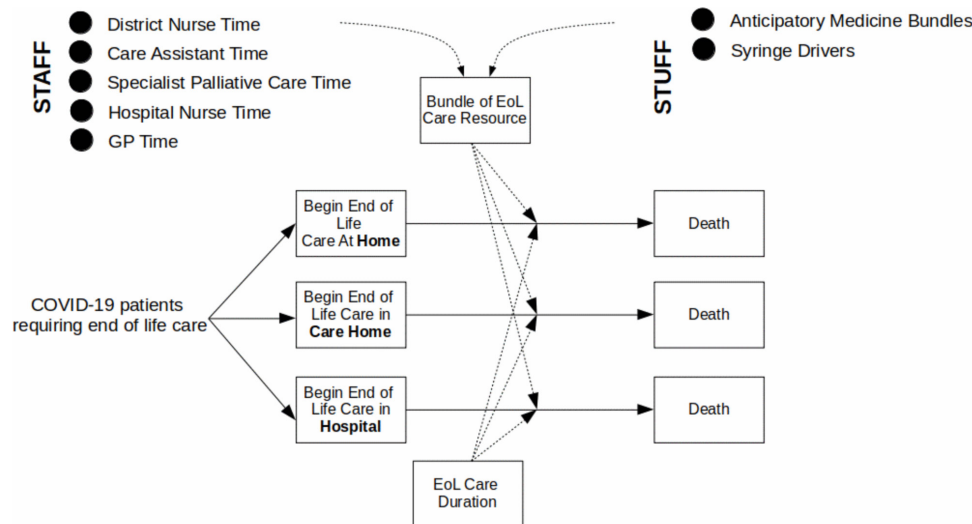 STAFF
District Nurse Time
Care Assistant Time
Specialist Palliative Care Time
Hospital Nurse Time
GP Time
STUFF
Anticipatory Medicine Bundles
Syringe Drivers
Bundle of EoL
Care Resource
COVID-19 patients
requiring end of life care
Begin End of
Life
Care At Home
Death
Begin End of
Life Care in
Care Home
Death
Begin End of
Life Care in
Hospital
Death
EoL Care
Duration